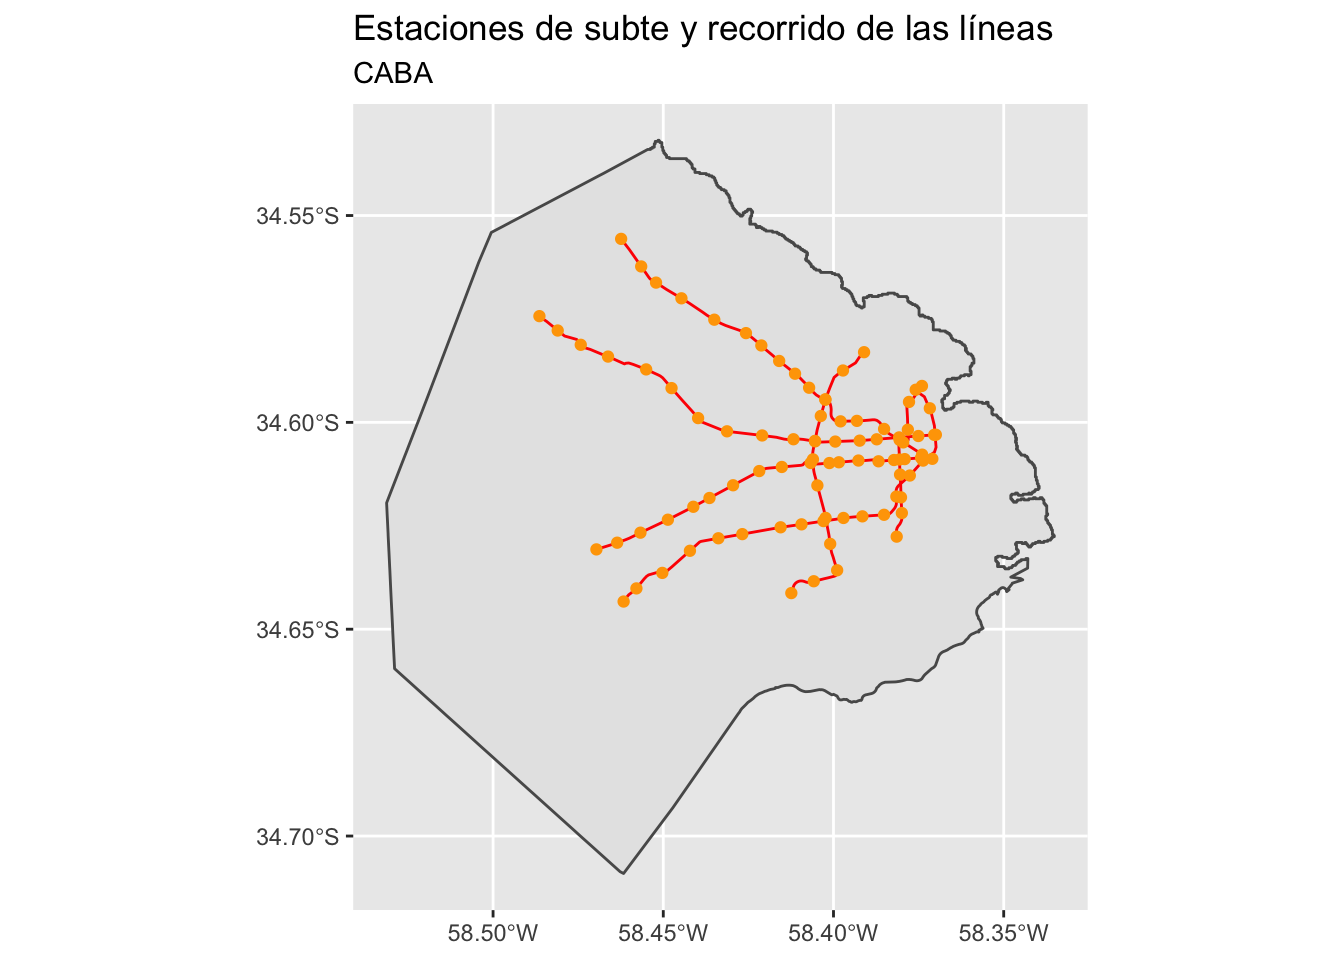 Estaciones de subte y recorrido de las líneas
CABA
34.55°S
34.60°S
34.65°S
34.70°S
58.50°W
58.45°W
58.40°W
58.35°W